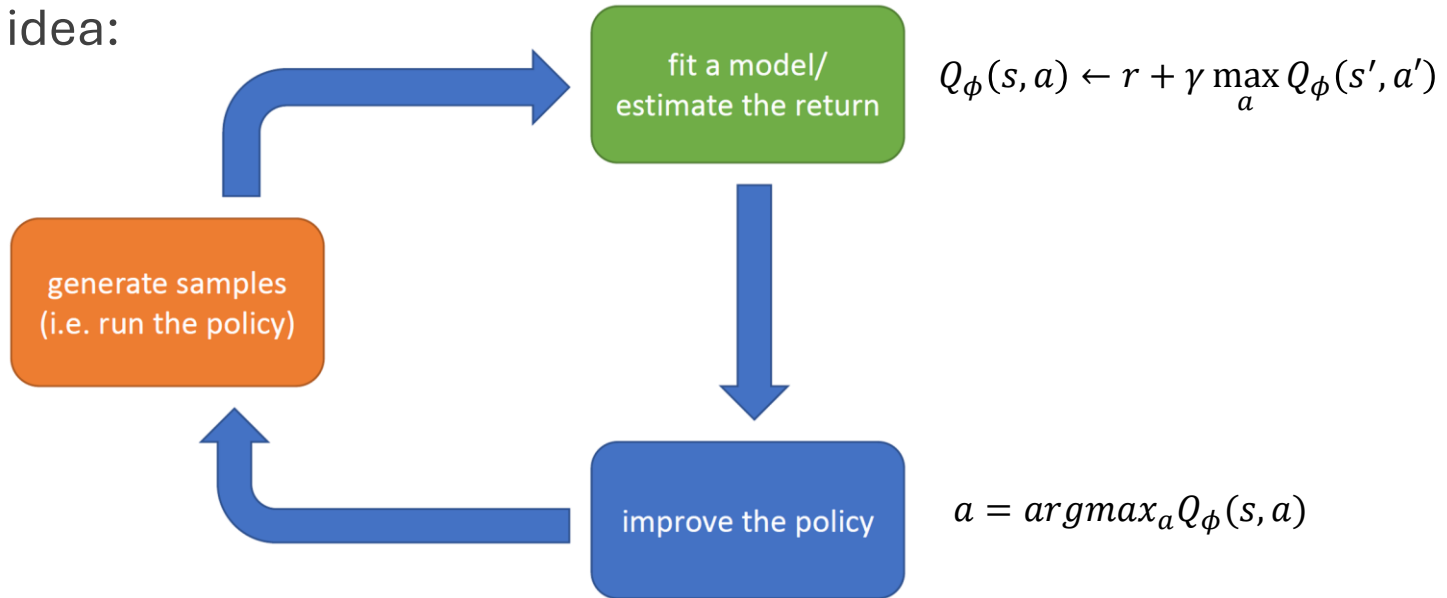 idea:
fit a model/
estimate the return
Q_ϕ(s, a) ← r + γ max_a Q_ϕ(s′, a′)
generate samples
(i.e. run the policy)
improve the policy
a = argmax_a Q_ϕ(s, a)